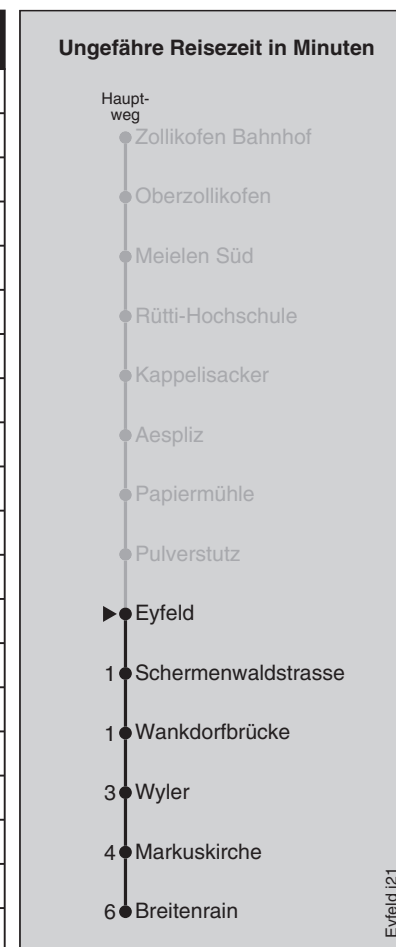 Ungefähre Reisezeit in Minuten
Haupt-
weg
Zollikofen Bahnhof
Oberzollikofen
Meielen Süd
Rütti-Hochschule
Kappelisacker
Aespliz
Papiermühle
Pulverstutz
Eyfeld
1 Schermenwaldstrasse
1 Wankdorfbrücke
3 Wyler
4 Markuskirche
6 Breitenrain
Eyfeld j21